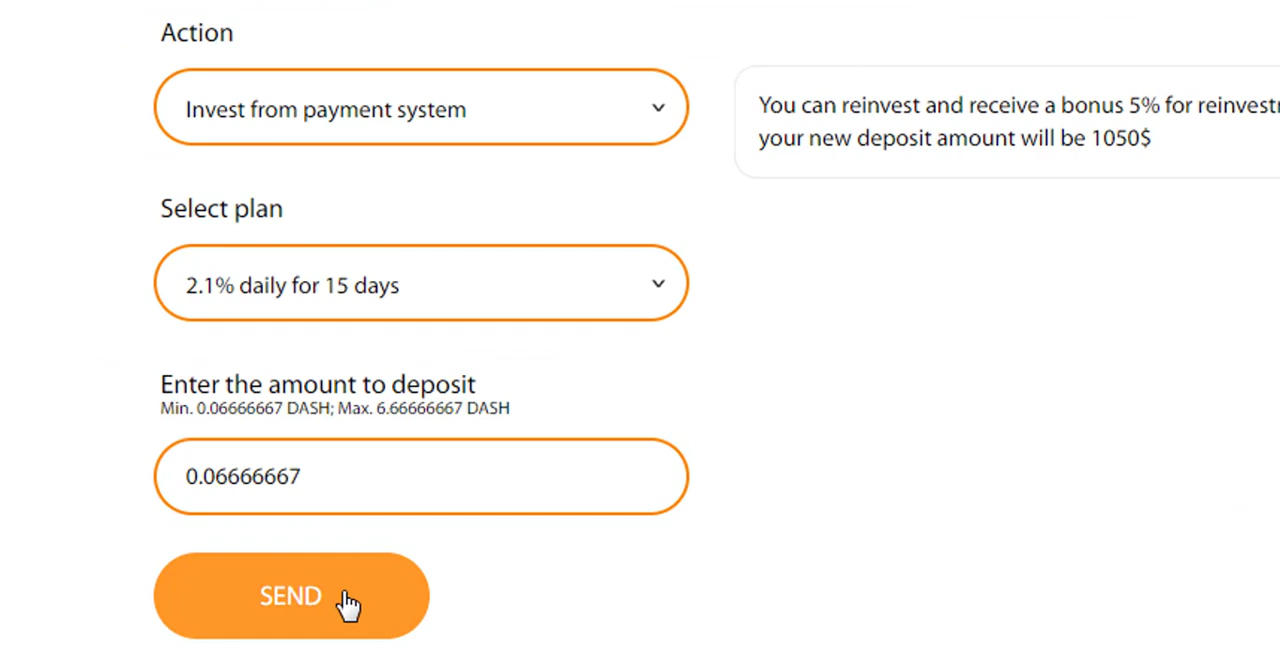 Action
Invest from payment system
You can reinvest and receive a bonus 5% for
your new deposit amount will be 1050$
Select plan
2.1% daily for 15 days
Enter the amount to deposit
Min. 0.06666667 DASH; Max. 6.66666667 DASH
0.06666667
SEND